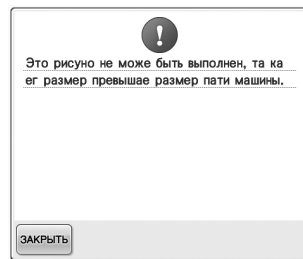 Это рисуно не може быть выполнен, та ка
ег размер превышае размер пати машины.
ЗАКРЫТЬ